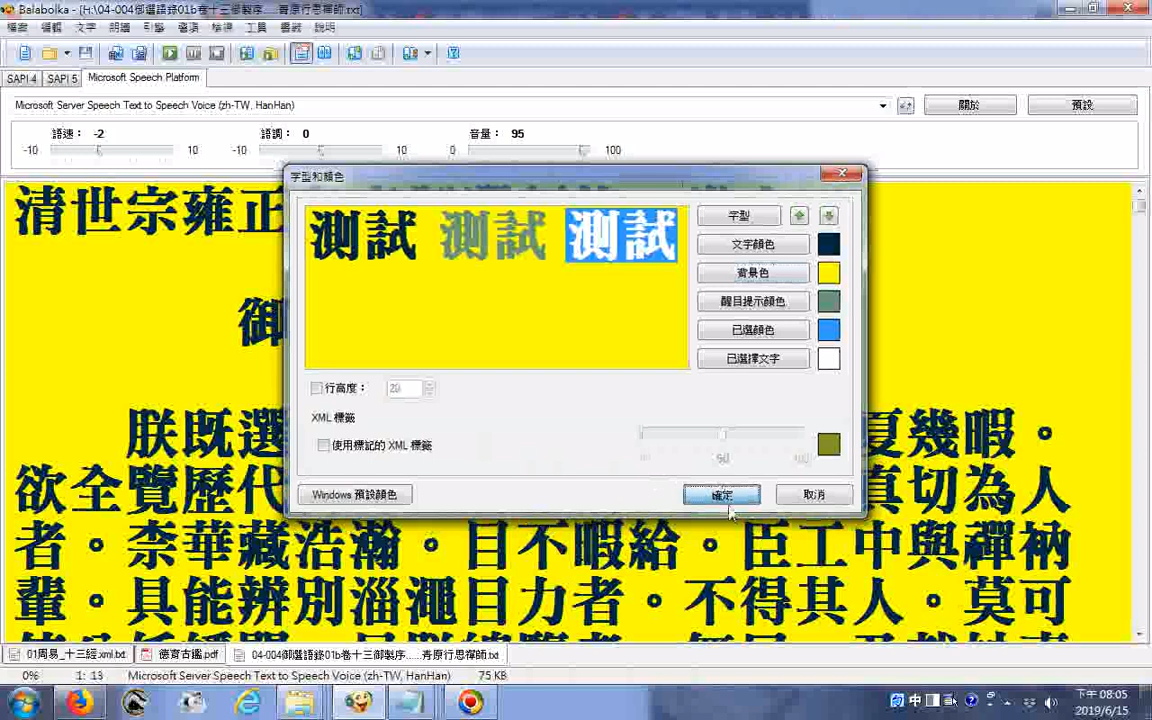 Balabolka - [H:\04-004御選語錄01b卷十三御製序.....青原行思禪師.txt]
檔案 編輯 文字 朗讀 引擎 選項 檢視 工具 書籤 說明
SAPI 4 SAPI 5 Microsoft Speech Platform
Microsoft Server Speech Text to Speech Voice (zh-TW, HanHan) 關於 預設
語速： -2 語調： 0 音量： 95
-10 10 -10 10 0 100
字型和顏色
清世宗雍正
測試 測試 測試
字型
文字顏色
背景色
醒目提示顏色
已選顏色
已選擇文字
御
行高度： 20
XML 標籤
使用標記的 XML 標籤
50
Windows 預設顏色 確定 取消
朕既選 夏幾暇。
欲全覽歷代 真切為人
者。柰華藏浩瀚。目不暇給。臣工中與禪衲
輩。具能辨別淄澠目力者。不得其人。莫可
01周易_十三經.xml.txt 德育古鑑.pdf 04-004御選語錄01b卷十三御製序.....青原行思禪師.txt
0% 1: 13 Microsoft Server Speech Text to Speech Voice (zh-TW, HanHan) 75 KB
中 下午 08:05
2019/6/15